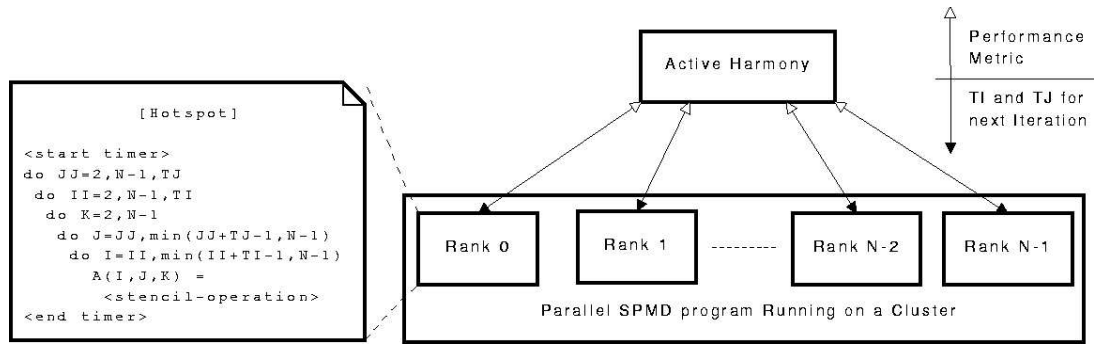 [Hotspot]
<start timer>
do JJ=2,N-1,TJ
do II=2,N-1,TI
do K=2,N-1
do J=JJ,min(JJ+TJ-1,N-1)
do I=II,min(II+TI-1,N-1)
A(I,J,K) =
<stencil-operation>
<end timer>
Active Harmony
Performance
Metric
TI and TJ for
next Iteration
Rank 0
Rank 1
Rank N-2
Rank N-1
Parallel SPMD program Running on a Cluster